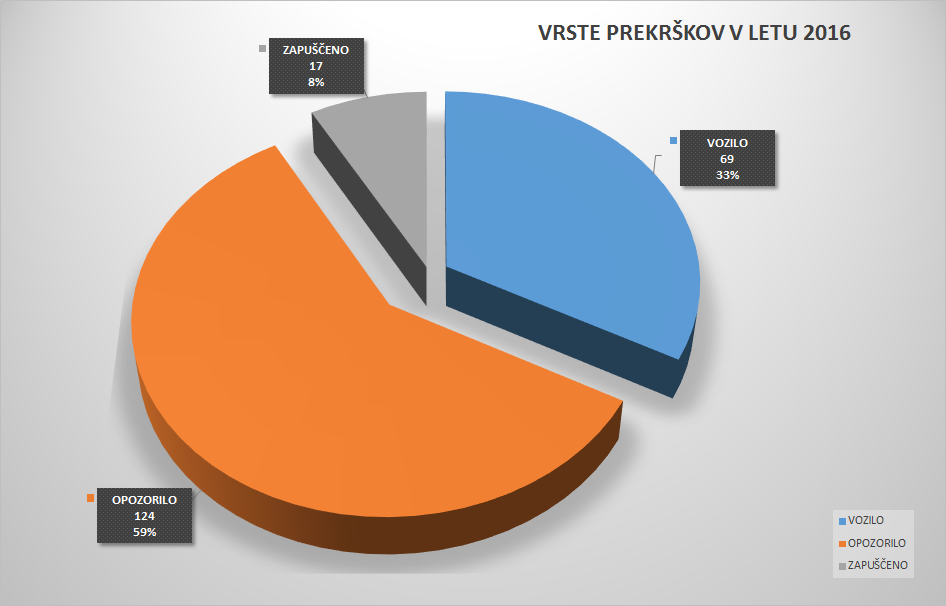 VRSTE PREKRŠKOV V LETU 2016
ZAPUŠČENO
17
8%
VOZILO
69
33%
OPOZORILO
124
59%
VOZILO
OPOZORILO
ZAPUŠČENO